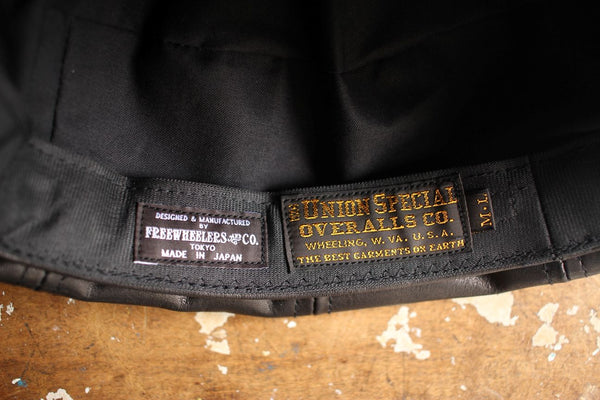 DESIGNED & MANUFACTURED
BY
FREEWHEELERS AND CO.
TOKYO
MADE IN JAPAN
THE UNION SPECIAL
OVERALLS CO.
WHEELING, W. VA. U.S.A.
THE BEST GARMENTS ON EARTH
M-L